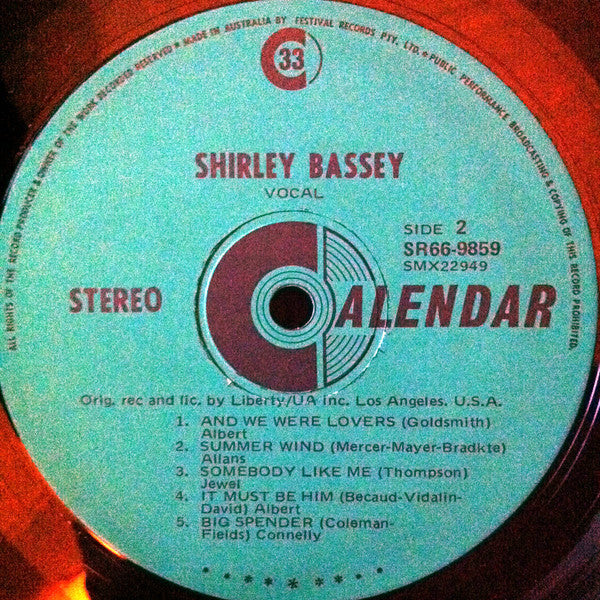 ALL RIGHTS OF THE RECORD PRODUCER & OWNERS OF THE WORK RECORDED RESERVED * MADE IN AUSTRALIA BY FESTIVAL RECORDS PTY. LTD. * PUBLIC PERFORMANCE BROADCASTING & COPYING OF THIS RECORD PROHIBITED.
33
SHIRLEY BASSEY
VOCAL
SIDE 2
SR66-9859
SMX22949
STEREO
CALENDAR
Orig. rec and lic. by Liberty/UA Inc. Los Angeles. U.S.A.
1. AND WE WERE LOVERS (Goldsmith)
Albert
2. SUMMER WIND (Mercer-Mayer-Bradkte)
Allans
3. SOMEBODY LIKE ME (Thompson)
Jewel
4. IT MUST BE HIM (Becaud-Vidalin-
David) Albert
5. BIG SPENDER (Coleman-
Fields) Connelly